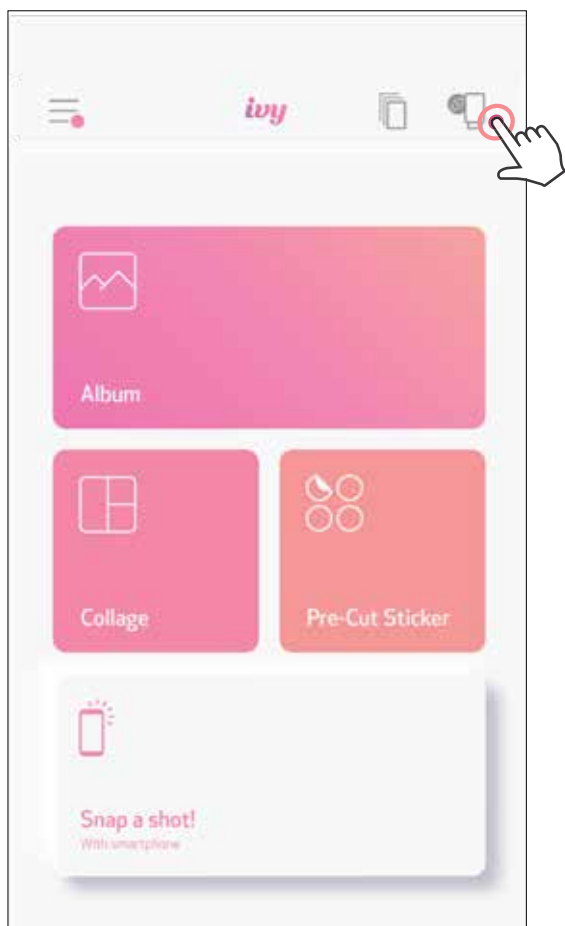 ivy
Album
Collage
Pre-Cut Sticker
Snap a shot!
With smartphone